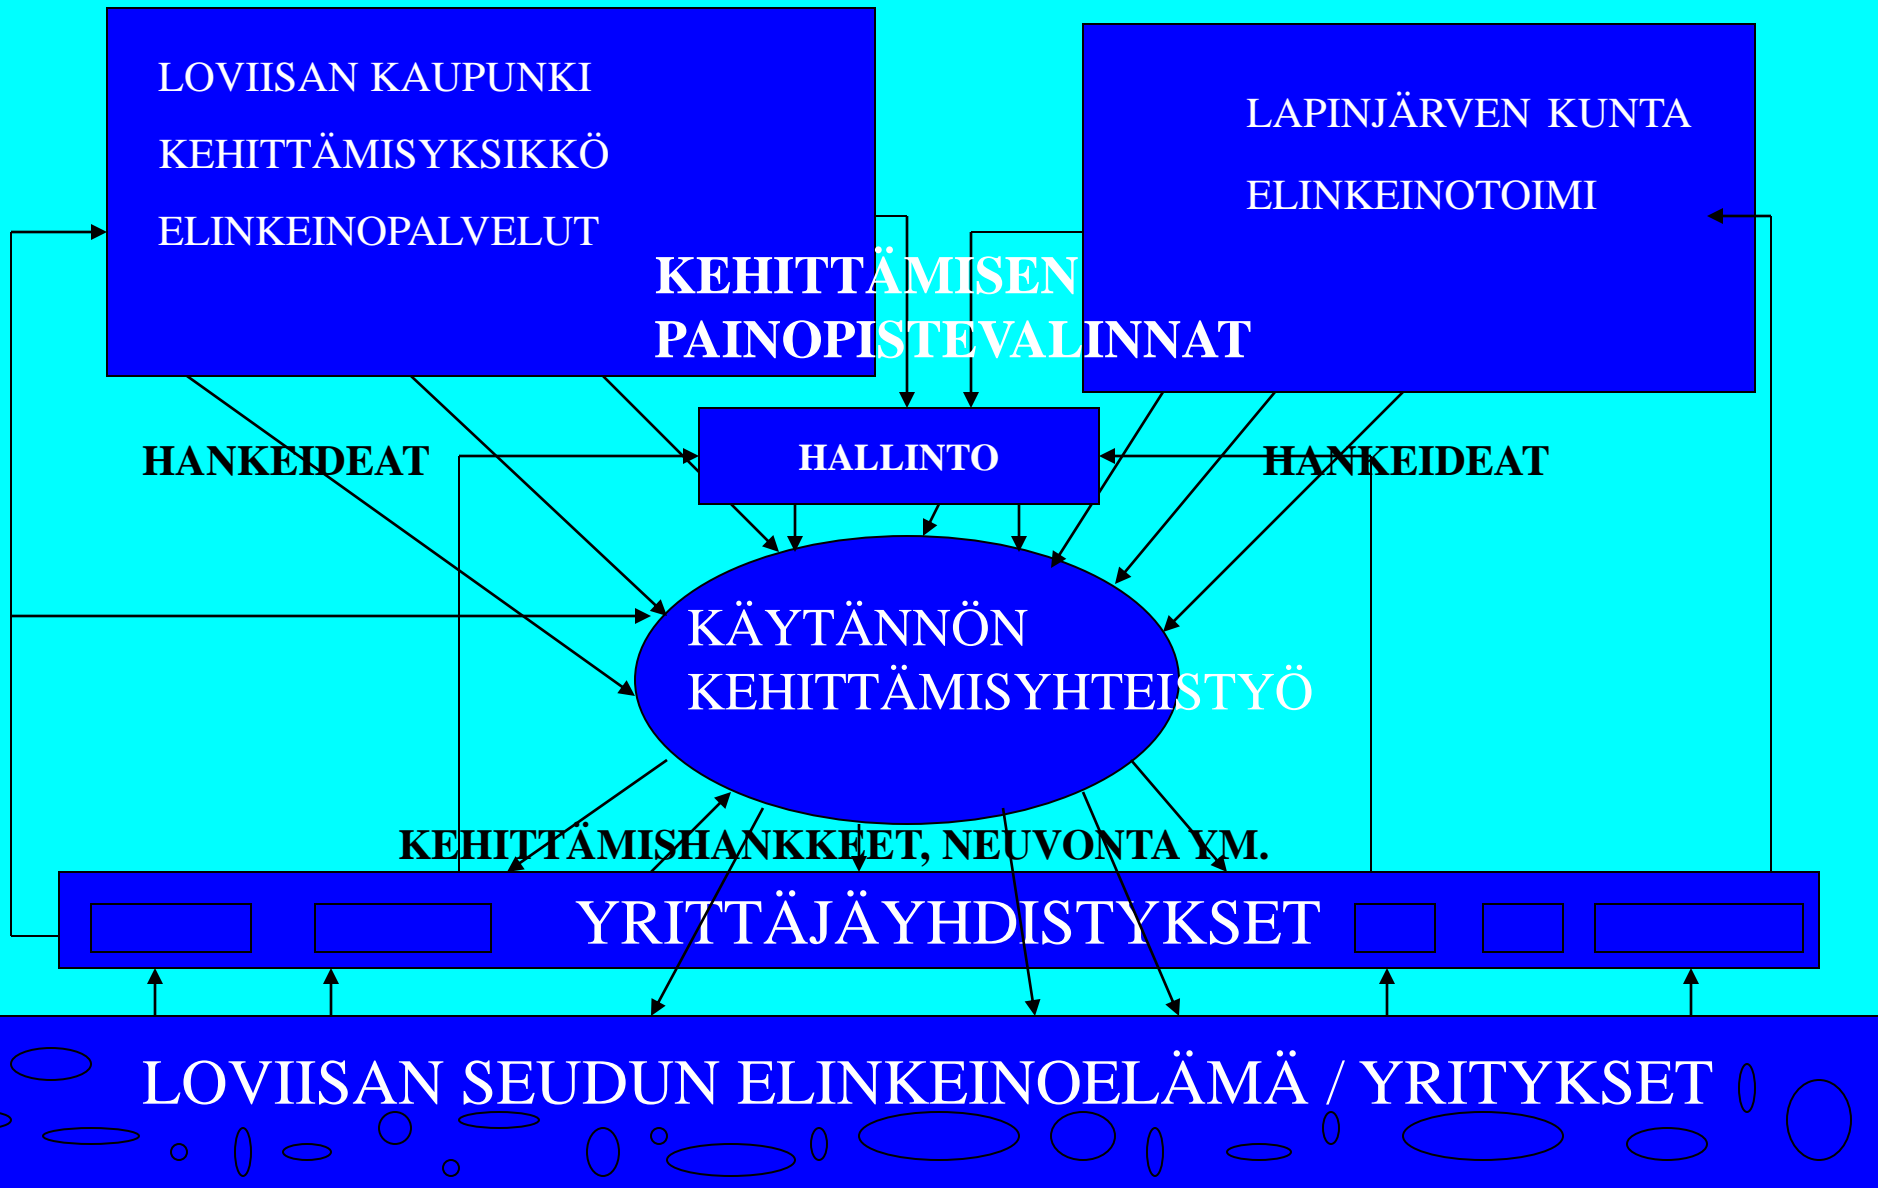 LOVIISAN KAUPUNKI
KEHITTÄMISYKSIKKÖ
ELINKEINOPALVELUT
LAPINJÄRVEN KUNTA
ELINKEINOTOIMI
KEHITTÄMISEN
PAINOPISTEVALINNAT
HANKEIDEAT
HALLINTO
HANKEIDEAT
KÄYTÄNNÖN
KEHITTÄMISYHTEISTYÖ
KEHITTÄMISHANKKEET, NEUVONTA YM.
YRITTÄJÄYHDISTYKSET
LOVIISAN SEUDUN ELINKEINOELÄMÄ / YRITYKSET